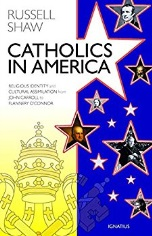 RUSSELL
SHAW
CATHOLICS
IN AMERICA
RELIGIOUS IDENTITY AND
CULTURAL ASSIMILATION FROM
JOHN CARROLL TO
FLANNERY O'CONNOR
IGNATIUS